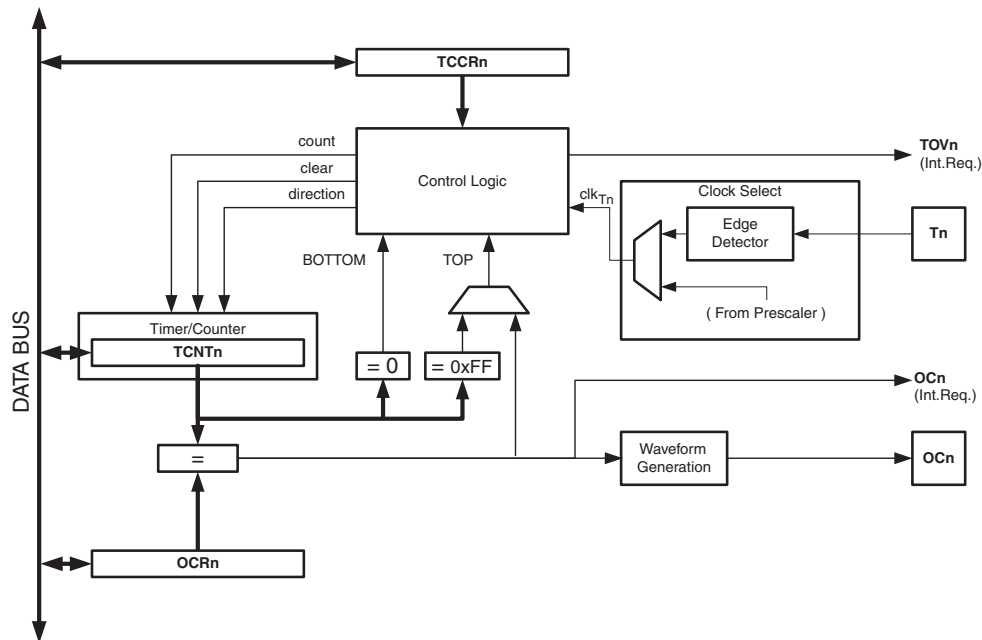 TCCRn
count
clear
direction
Control Logic
TOVn
(Int.Req.)
clkTn
Clock Select
Edge
Detector
Tn
BOTTOM
TOP
( From Prescaler )
Timer/Counter
TCNTn
= 0
= 0xFF
DATA BUS
OCn
(Int.Req.)
=
Waveform
Generation
OCn
OCRn